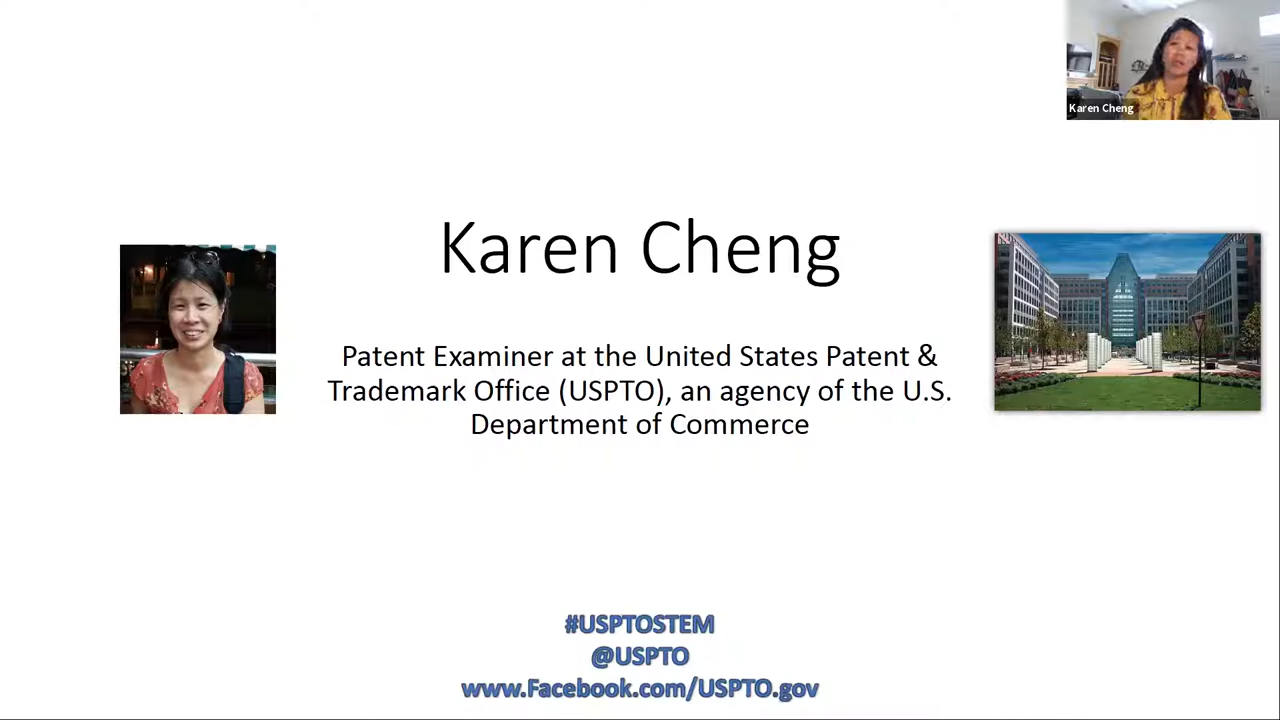 Karen Cheng
Karen Cheng
Patent Examiner at the United States Patent &
Trademark Office (USPTO), an agency of the U.S.
Department of Commerce
#USPTOSTEM
@USPTO
www.Facebook.com/USPTO.gov